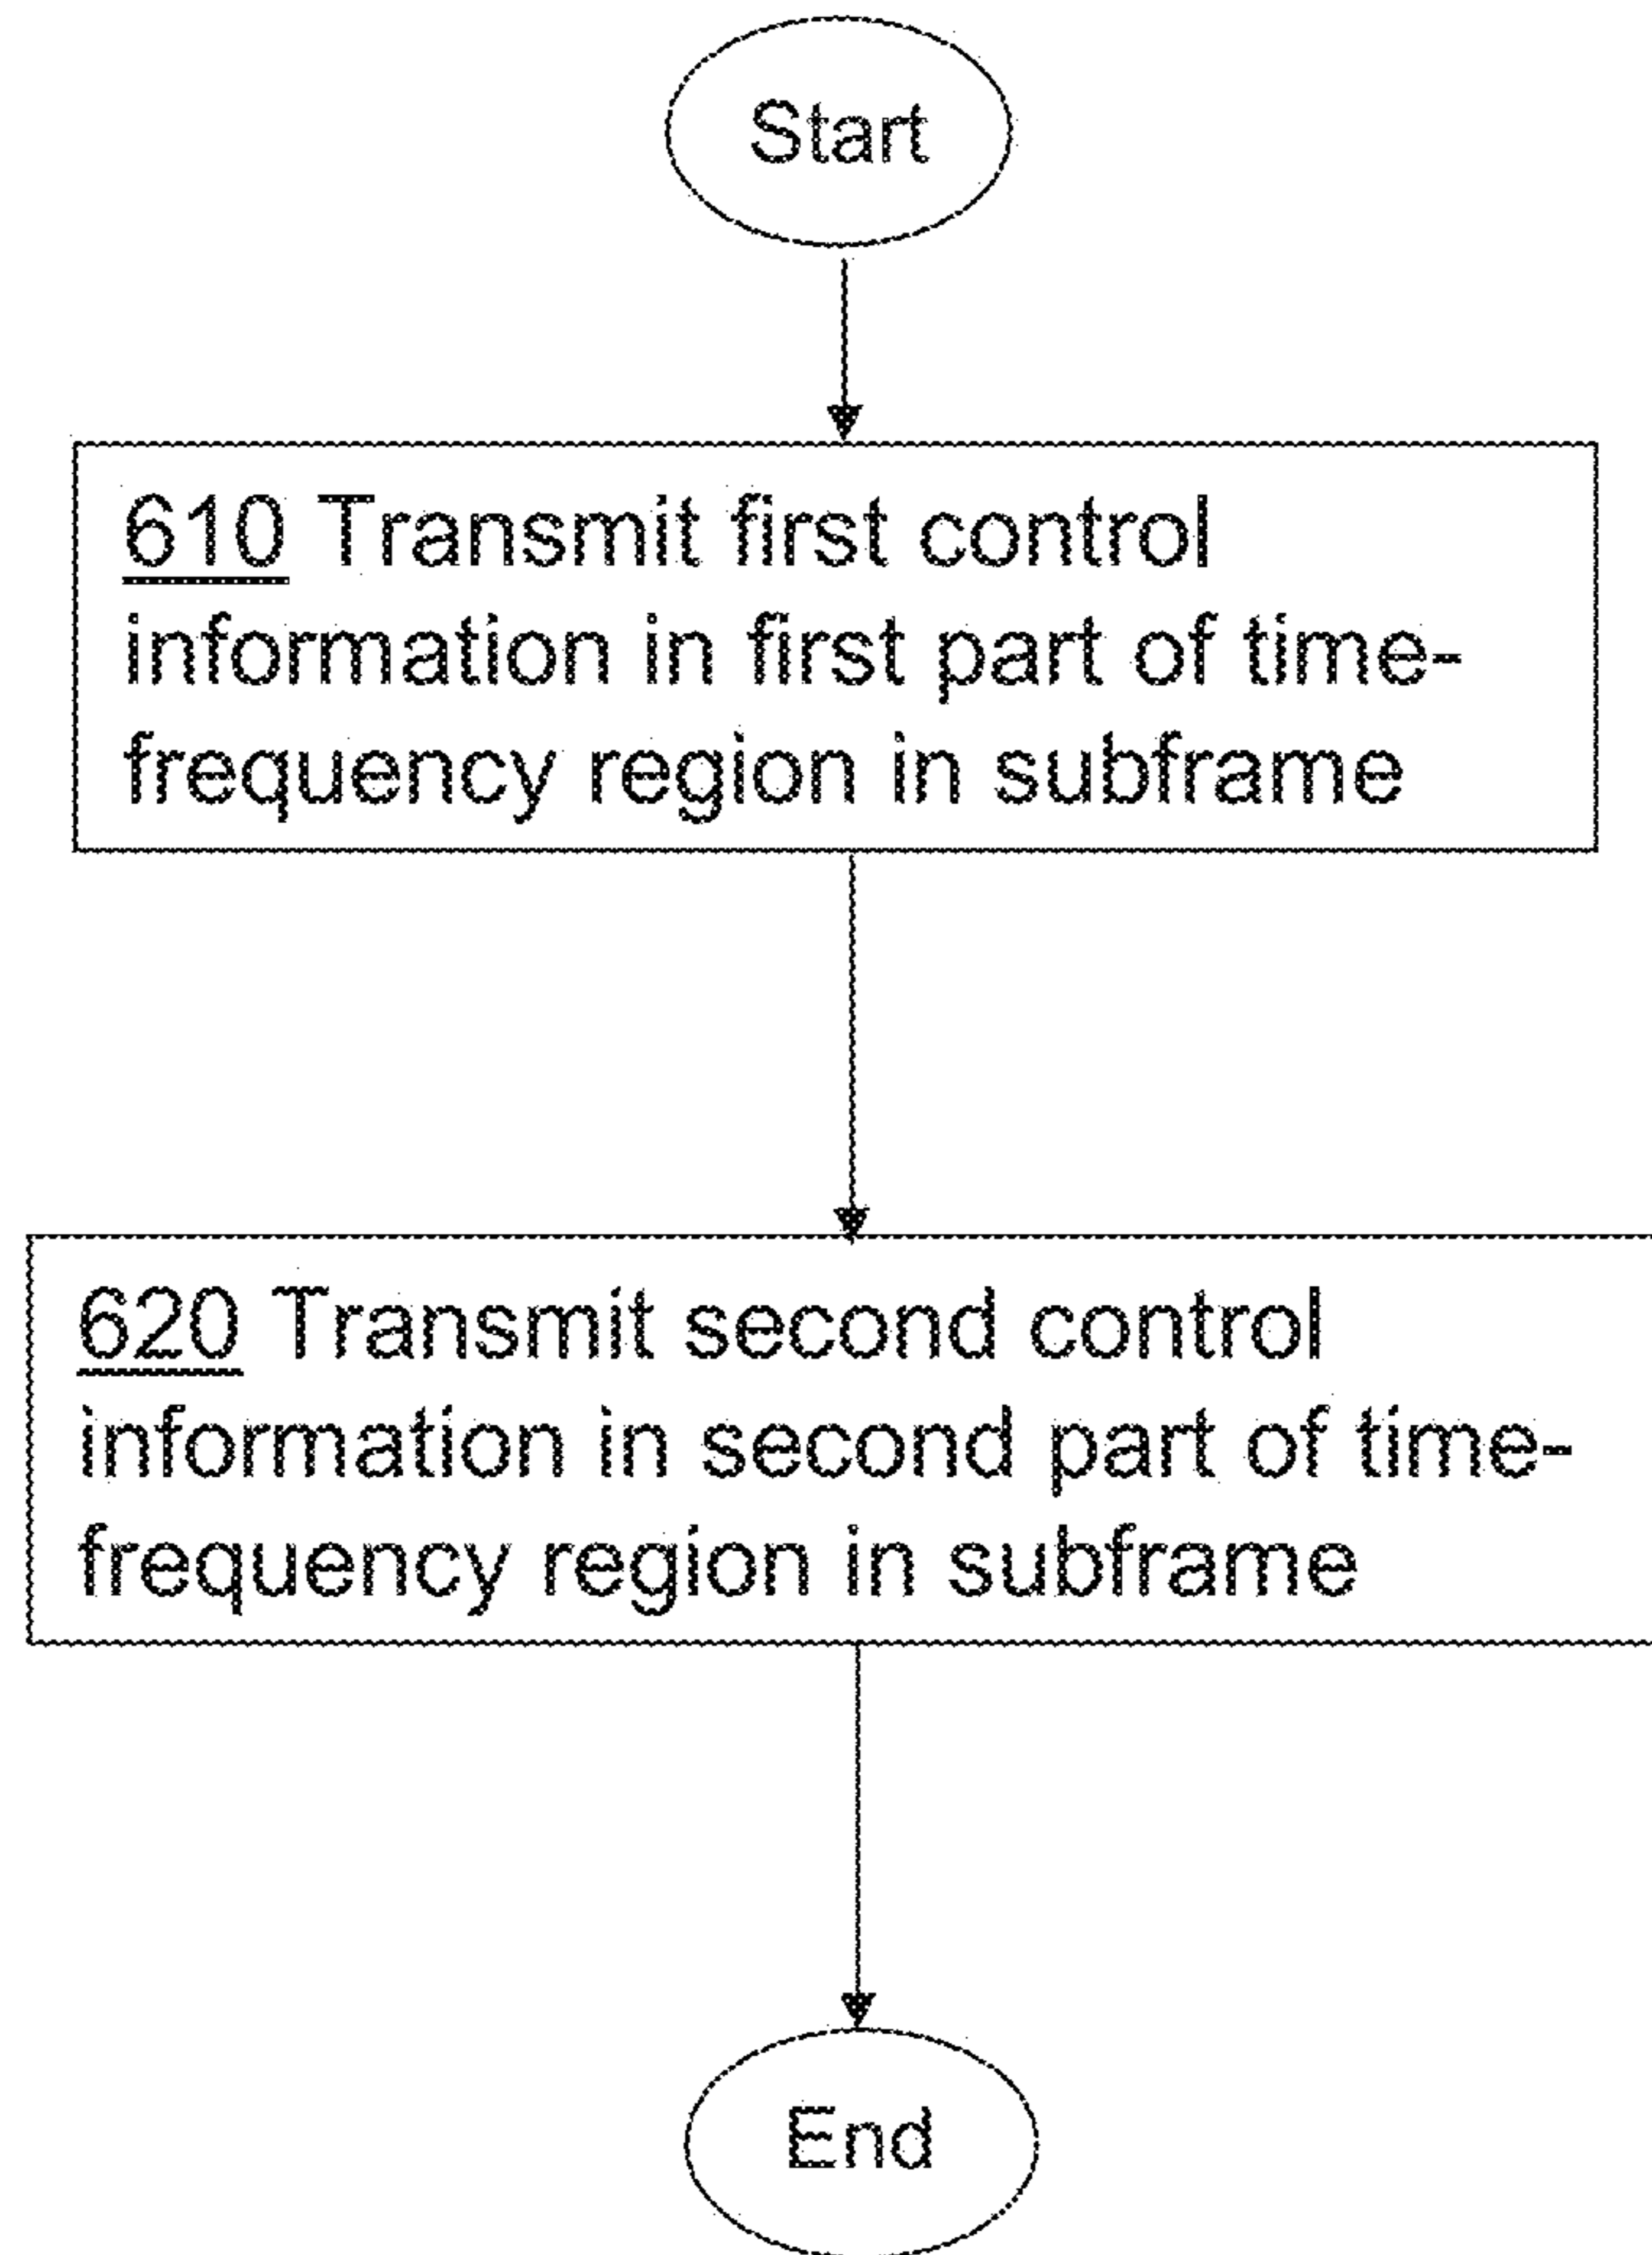 Start
610 Transmit first control
information in first part of time-
frequency region in subframe
620 Transmit second control
information in second part of time-
frequency region in subframe
End